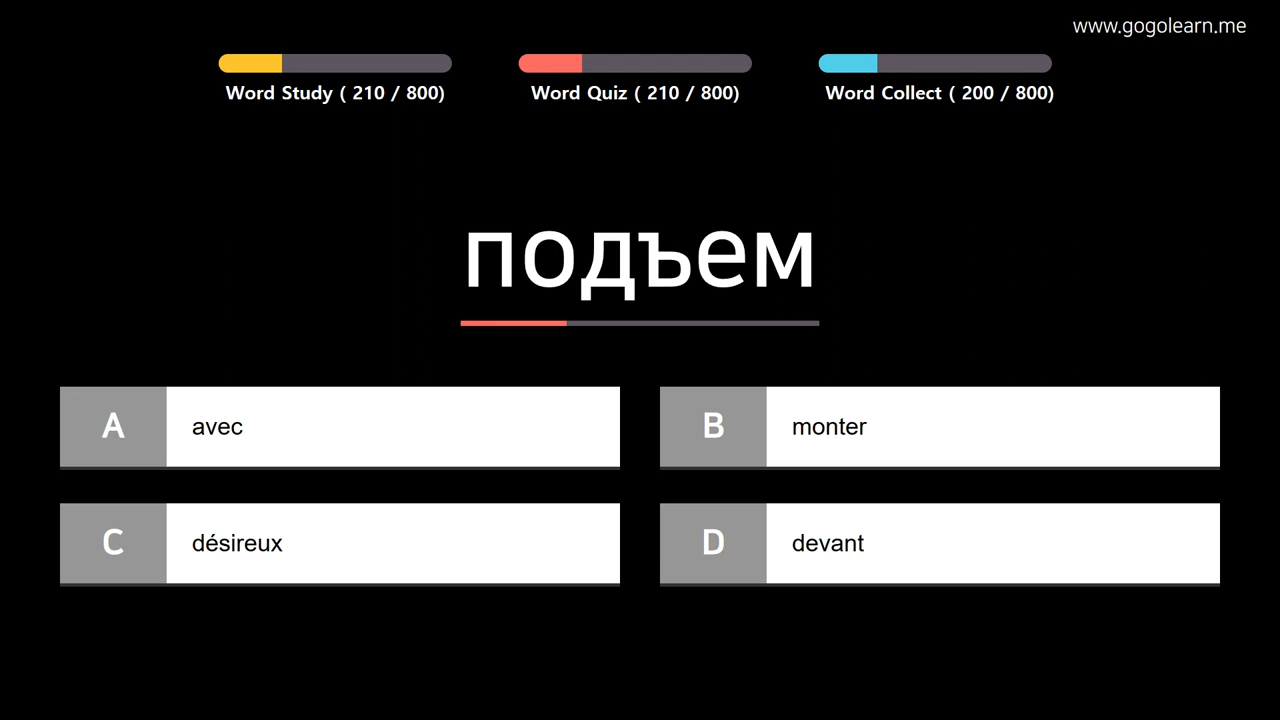 www.gogolearn.me
Word Study ( 210 / 800)
Word Quiz ( 210 / 800)
Word Collect ( 200 / 800)
подъем
A avec
B monter
C désireux
D devant